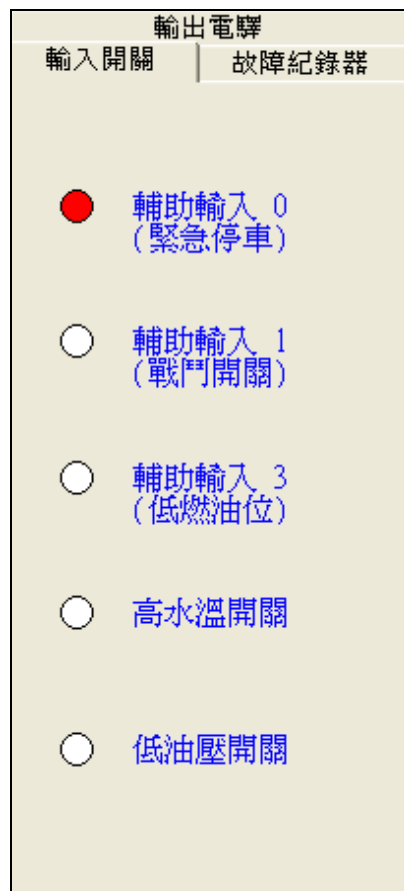 輸出電驛
輸入開關
故障紀錄器
輔助輸入 0
(緊急停車)
輔助輸入 1
(戰鬥開關)
輔助輸入 3
(低燃油位)
高水溫開關
低油壓開關